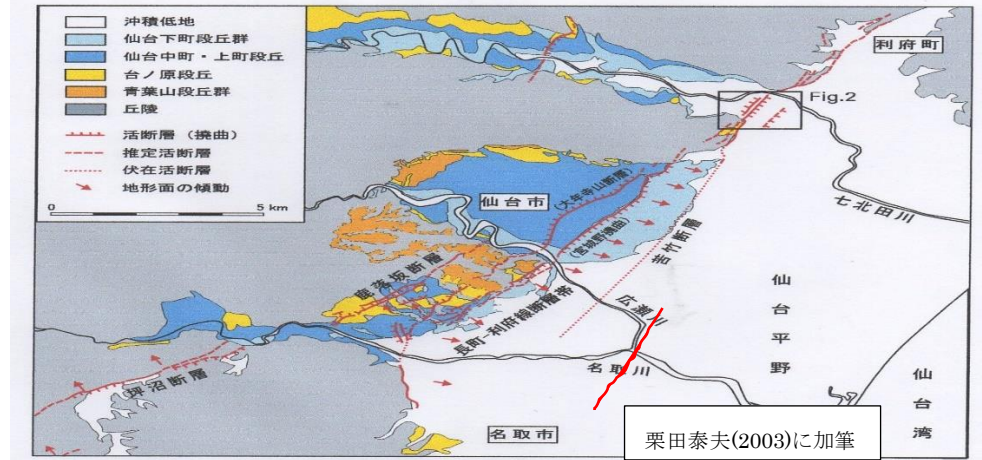 沖積低地
仙台下町段丘群
仙台中町・上町段丘
台ノ原段丘
青葉山段丘群
丘陵
活断層（撓曲）
推定活断層
伏在活断層
地形面の傾動
0 5 km
利府町
Fig.2
七北田川
仙台市
(大年寺山断層)
(宮城野撓曲)
苦竹断層
鹿落坂断層
長町-利府線断層帯
広瀬川
名取川
坪沼断層
仙台平野
仙台湾
名取市
栗田泰夫(2003)に加筆